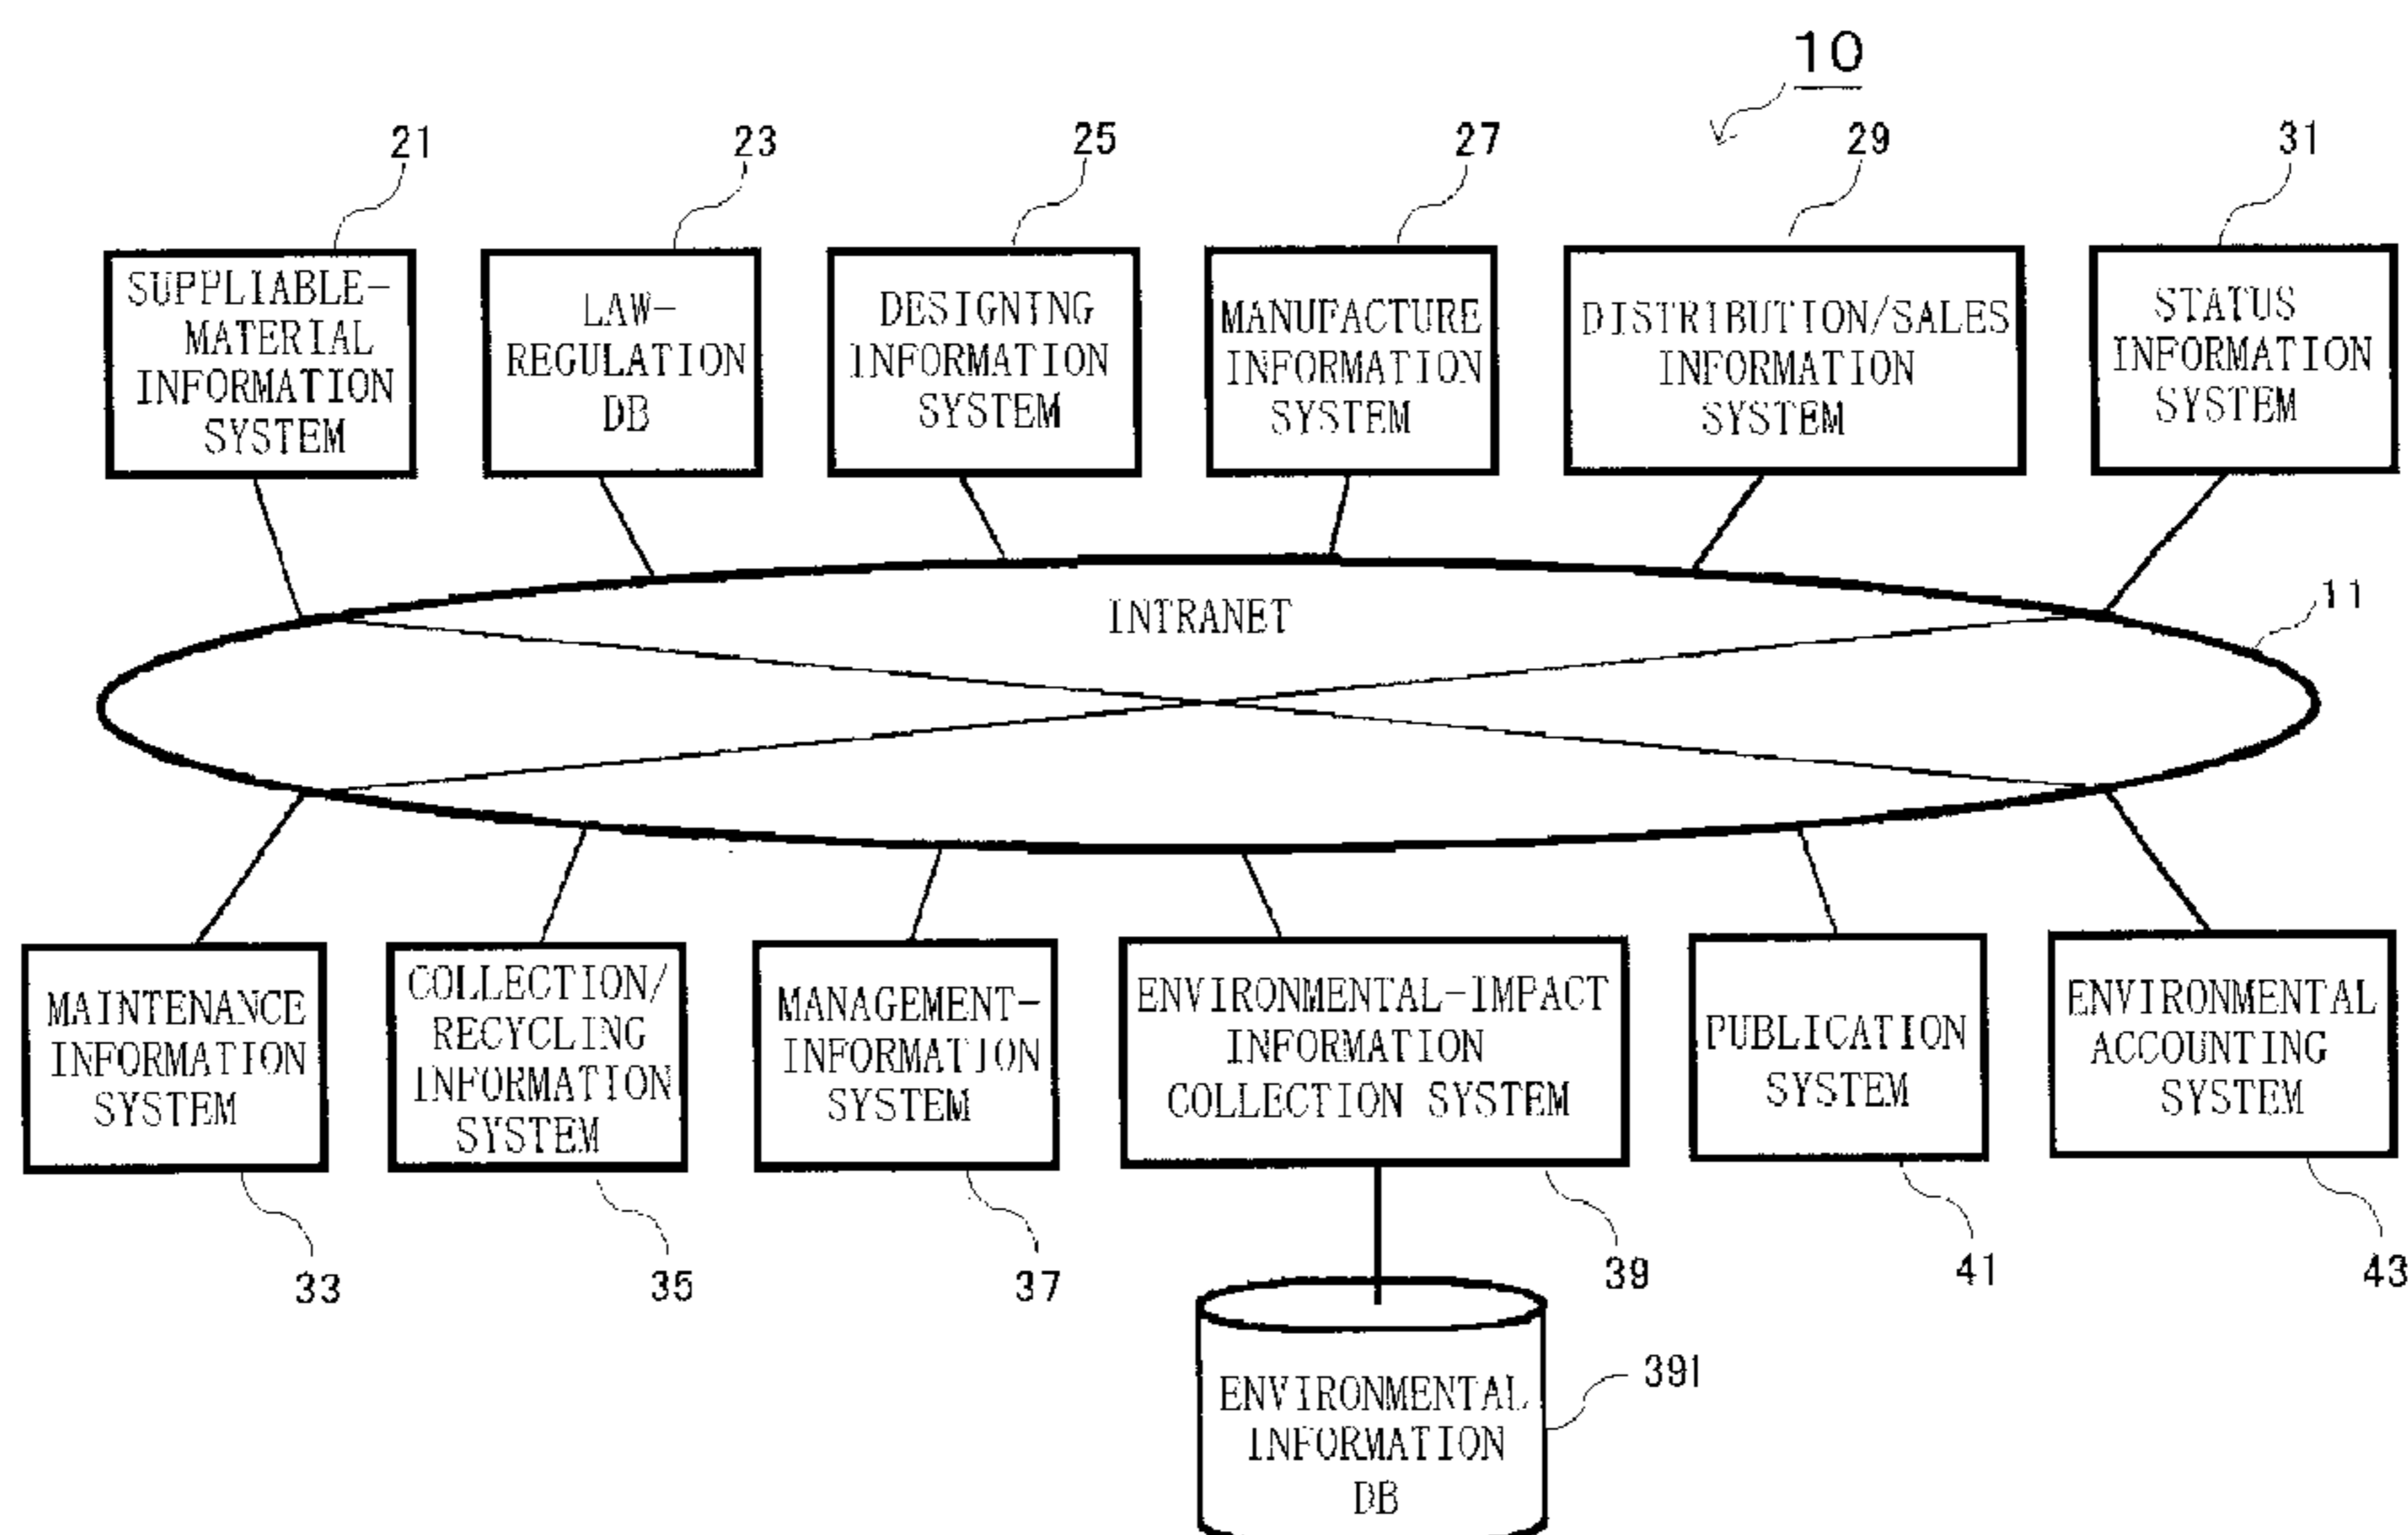 10
21
23
25
27
29
31
SUPPLIABLE-
MATERIAL
INFORMATION
SYSTEM
LAW-
REGULATION
DB
DESIGNING
INFORMATION
SYSTEM
MANUFACTURE
INFORMATION
SYSTEM
DISTRIBUTION/SALES
INFORMATION
SYSTEM
STATUS
INFORMATION
SYSTEM
INTRANET
11
MAINTENANCE
INFORMATION
SYSTEM
COLLECTION/
RECYCLING
INFORMATION
SYSTEM
MANAGEMENT-
INFORMATION
SYSTEM
ENVIRONMENTAL-IMPACT
INFORMATION
COLLECTION SYSTEM
PUBLICATION
SYSTEM
ENVIRONMENTAL
ACCOUNTING
SYSTEM
33
35
37
39
41
43
391
ENVIRONMENTAL
INFORMATION
DB